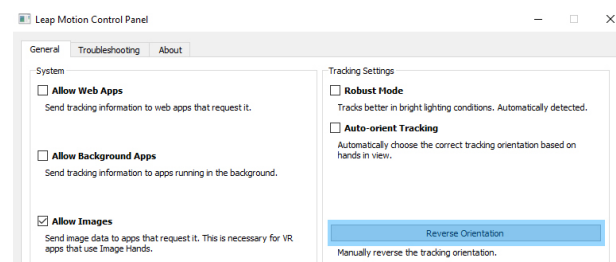 Leap Motion Control Panel
General Troubleshooting About
System
Allow Web Apps
Send tracking information to web apps that request it.
Allow Background Apps
Send tracking information to apps running in the background.
Allow Images
Send image data to apps that request it. This is necessary for VR
apps that use Image Hands.
Tracking Settings
Robust Mode
Tracks better in bright lighting conditions. Automatically detected.
Auto-orient Tracking
Automatically choose the correct tracking orientation based on
hands in view.
Reverse Orientation
Manually reverse the tracking orientation.